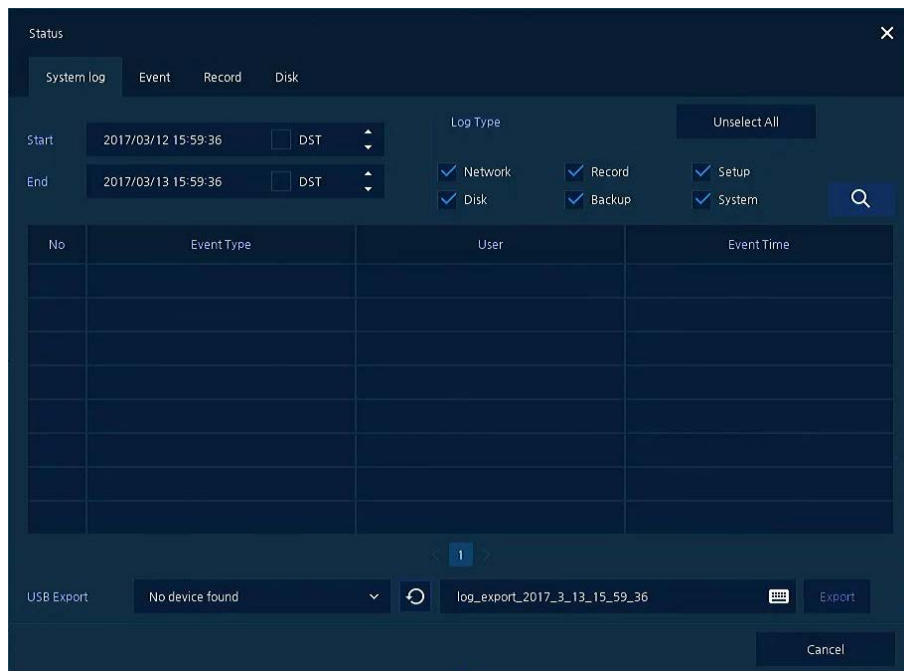 Status
System log Event Record Disk
Log Type Unselect All
Start 2017/03/12 15:59:36 DST
End 2017/03/13 15:59:36 DST
Network Record Setup
Disk Backup System
No Event Type User Event Time
1
USB Export No device found log_export_2017_3_13_15_59_36 Export
Cancel